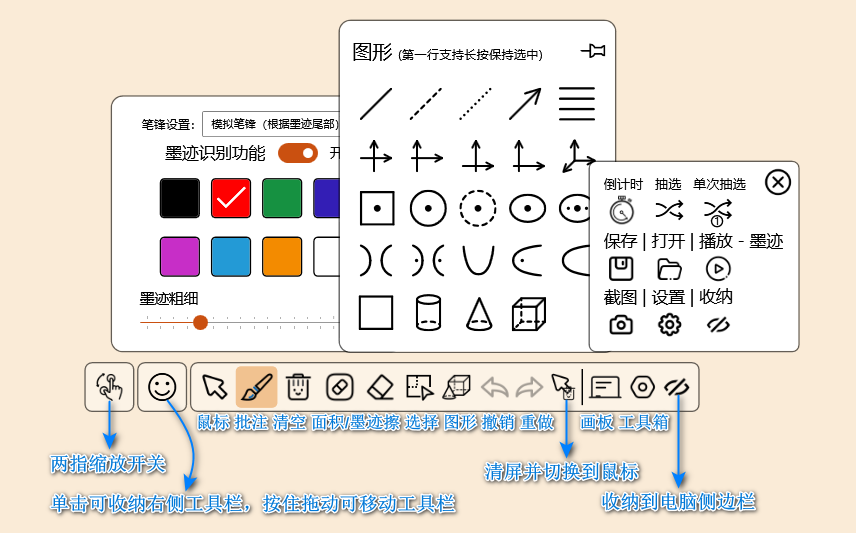 图形 (第一行支持长按保持选中)
笔锋设置: 模拟笔锋（根据墨迹尾部）
墨迹识别功能 开
墨迹粗细
倒计时 抽选 单次抽选
1
保存 | 打开 | 播放 - 墨迹
截图 | 设置 | 收纳
鼠标 批注 清空 面积/墨迹擦 选择 图形 撤销 重做 画板 工具箱
两指缩放开关
清屏并切换到鼠标
单击可收纳右侧工具栏，按住拖动可移动工具栏
收纳到电脑侧边栏